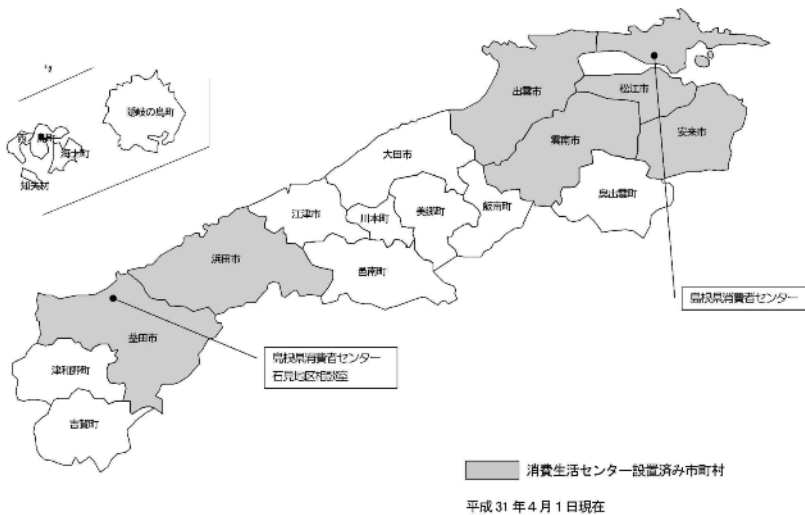 隠岐の島町
西ノ島町
海士町
知夫村
出雲市
松江市
安来市
雲南市
大田市
奥出雲町
飯南町
美郷町
川本町
江津市
邑南町
浜田市
益田市
津和野町
吉賀町
島根県消費者センター
島根県消費者センター
石見地区相談室
消費生活センター設置済み市町村
平成 31 年 4 月 1 日現在